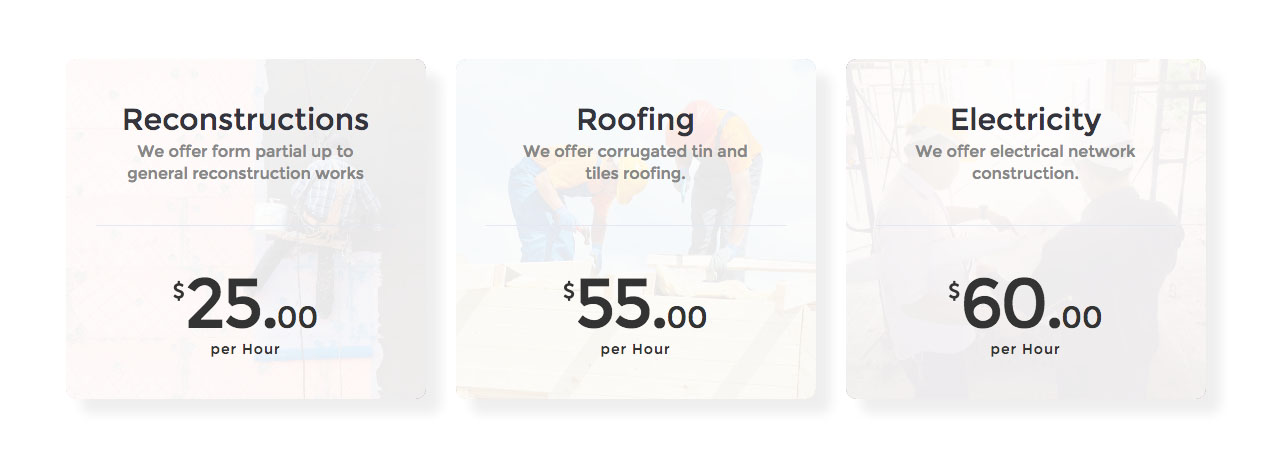 Reconstructions
We offer form partial up to
general reconstruction works
$25.00
per Hour
Roofing
We offer corrugated tin and
tiles roofing.
$55.00
per Hour
Electricity
We offer electrical network
construction.
$60.00
per Hour